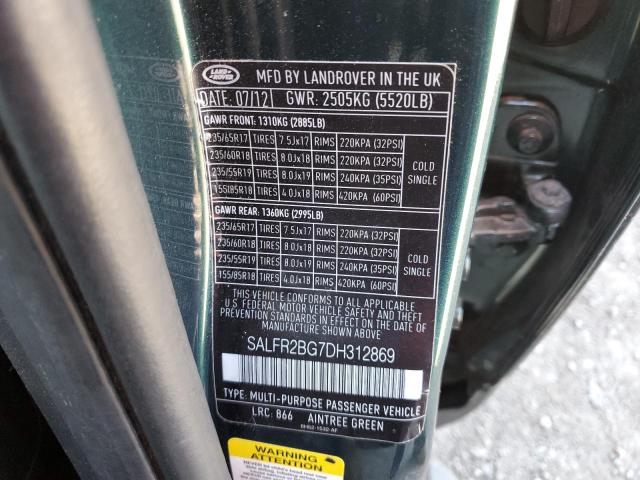 LAND-
ROVER
MFD BY LANDROVER IN THE UK
DATE: 07/12 GWR: 2505KG (5520LB)
GAWR FRONT: 1310KG (2885LB)
235/65R17 TIRES 7.5Jx17 RIMS 220KPA (32PSI)
235/60R18 TIRES 8.0Jx18 RIMS 220KPA (32PSI)
235/55R19 TIRES 8.0Jx19 RIMS 240KPA (35PSI)
155/85R18 TIRES 4.0Jx18 RIMS 420KPA (60PSI)
COLD
SINGLE
GAWR REAR: 1360KG (2995LB)
235/65R17 TIRES 7.5Jx17 RIMS 220KPA (32PSI)
235/60R18 TIRES 8.0Jx18 RIMS 220KPA (32PSI)
235/55R19 TIRES 8.0Jx19 RIMS 240KPA (35PSI)
155/85R18 TIRES 4.0Jx18 RIMS 420KPA (60PSI)
COLD
SINGLE
THIS VEHICLE CONFORMS TO ALL APPLICABLE
U.S. FEDERAL MOTOR VEHICLE SAFETY AND THEFT
PREVENTION STANDARDS IN EFFECT ON THE DATE OF
MANUFACTURE SHOWN ABOVE
SALFR2BG7DH312869
TYPE: MULTI-PURPOSE PASSENGER VEHICLE
LRC: 866 AINTREE GREEN
WARNING
ATTENTION